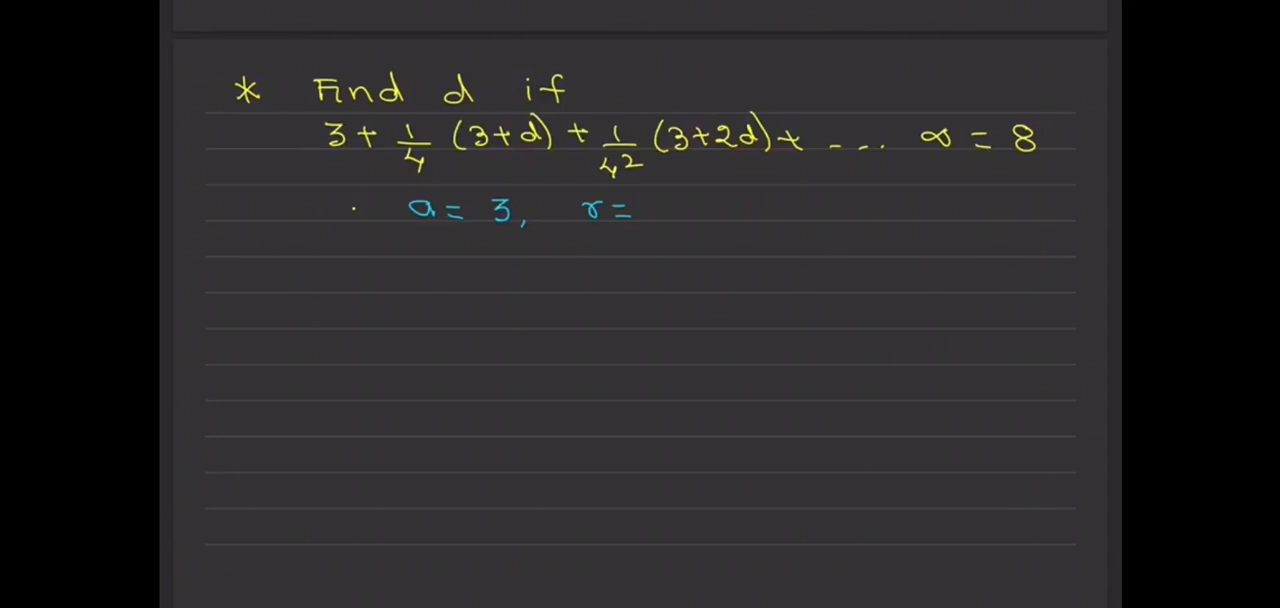 * Find d if
3 + 1/4 (3+d) + 1/4² (3+2d) + ... ∞ = 8
a = 3, r =